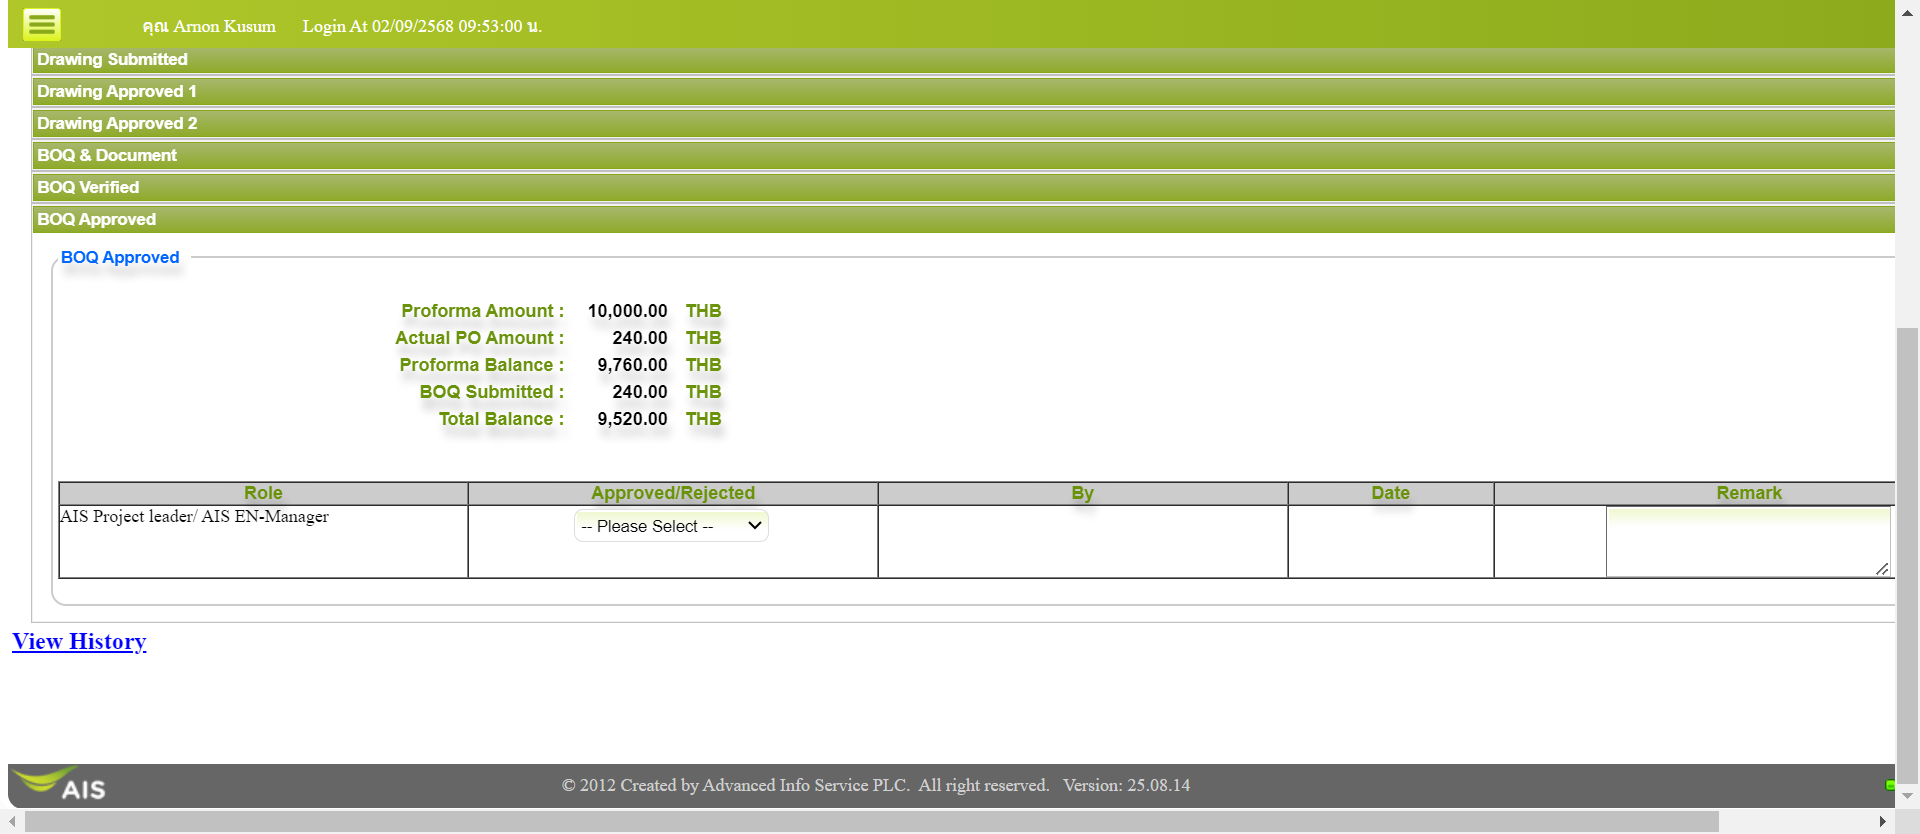 คุณ Arnon Kusum Login At 02/09/2568 09:53:00 น.
Drawing Submitted
Drawing Approved 1
Drawing Approved 2
BOQ & Document
BOQ Verified
BOQ Approved
BOQ Approved
Proforma Amount : 10,000.00 THB
Actual PO Amount : 240.00 THB
Proforma Balance : 9,760.00 THB
BOQ Submitted : 240.00 THB
Total Balance : 9,520.00 THB
Role Approved/Rejected By Date Remark
AIS Project leader/ AIS EN-Manager -- Please Select --
View History
AIS © 2012 Created by Advanced Info Service PLC. All right reserved. Version: 25.08.14